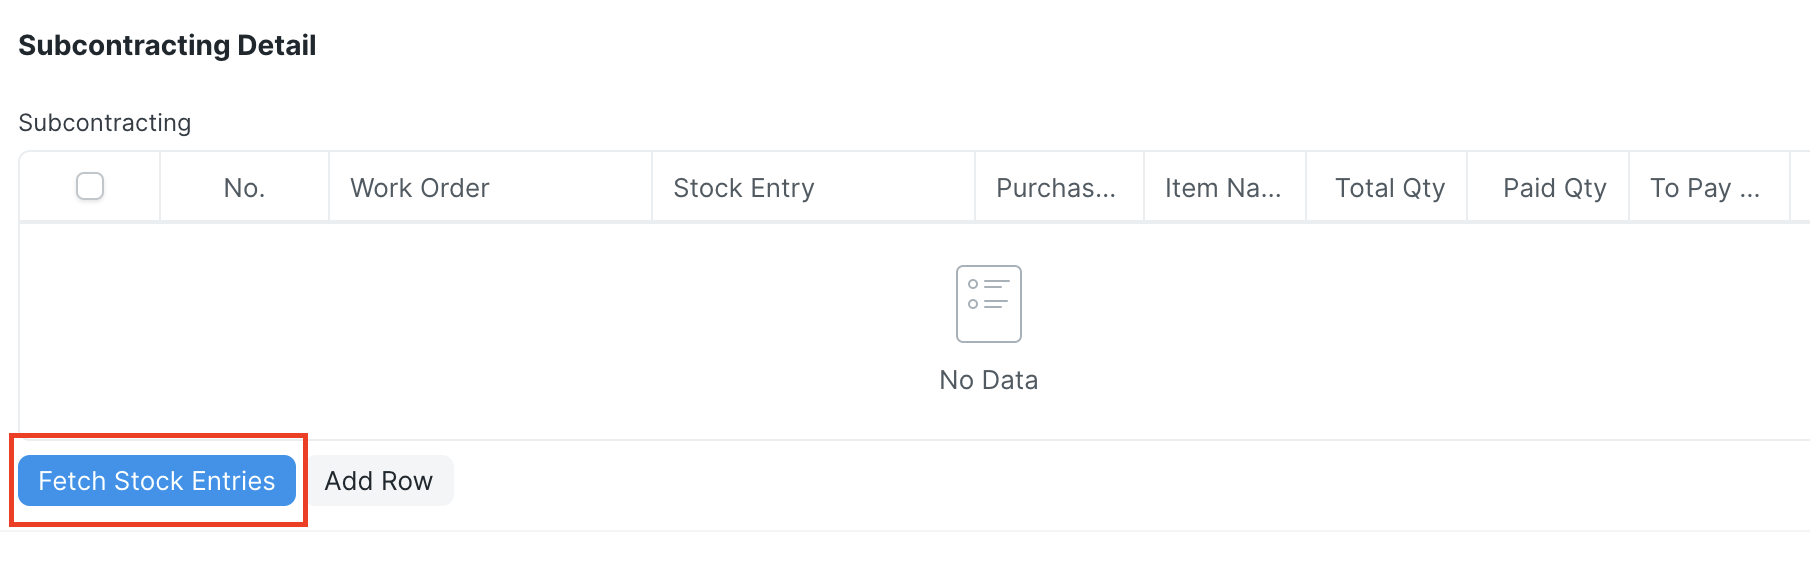 Subcontracting Detail
Subcontracting
No. Work Order Stock Entry Purchas... Item Na... Total Qty Paid Qty To Pay ...
No Data
Fetch Stock Entries Add Row